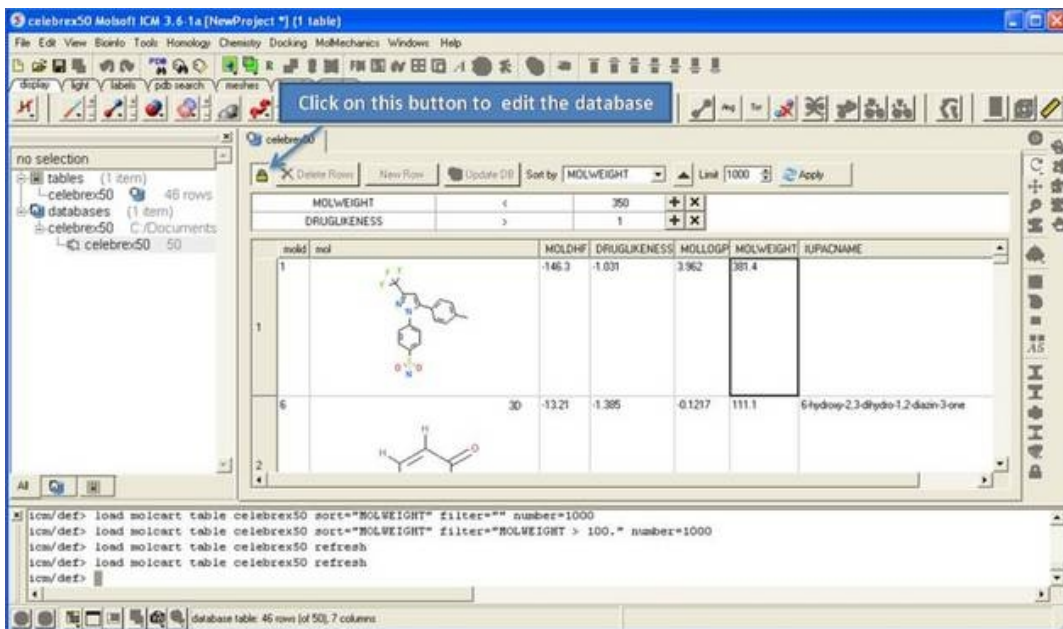 celebrex50 Molsoft ICM 3.6-1a [NewProject *] (1 table)
File Edit View Bioinfo Tools Homology Chemistry Docking MolMechanics Windows Help
display light labels pdb search meshes
Click on this button to edit the database
no selection
tables (1 item)
celebrex50 46 rows
databases (1 item)
celebrex50 C:/Documents
celebrex50 50
All
celebrex50
Delete Rows New Row Update DB Sort by MOLWEIGHT Limit 1000 Apply
MOLWEIGHT < 350
DRUGLIKENESS > 1
molid mol MOLDHF DRUGLIKENESS MOLLOGP MOLWEIGHT IUPACNAME
1 1 -146.3 -1.031 3.962 381.4
2 6 3D -13.21 -1.385 -0.1217 111.1 6-hydroxy-2,3-dihydro-1,2-diazin-3-one
icm/def> load molcart table celebrex50 sort="MOLWEIGHT" filter="" number=1000
icm/def> load molcart table celebrex50 sort="MOLWEIGHT" filter="MOLWEIGHT > 100." number=1000
icm/def> load molcart table celebrex50 refresh
icm/def> load molcart table celebrex50 refresh
icm/def>
database table: 46 rows (of 50), 7 columns